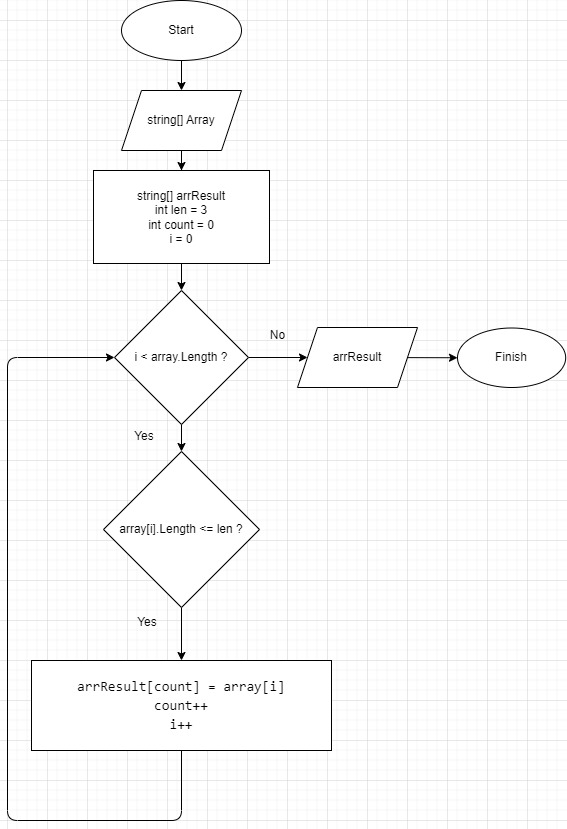 Start
string[] Array
string[] arrResult
int len = 3
int count = 0
i = 0
i < array.Length ?
No
arrResult
Finish
Yes
array[i].Length <= len ?
Yes
arrResult[count] = array[i]
count++
i++